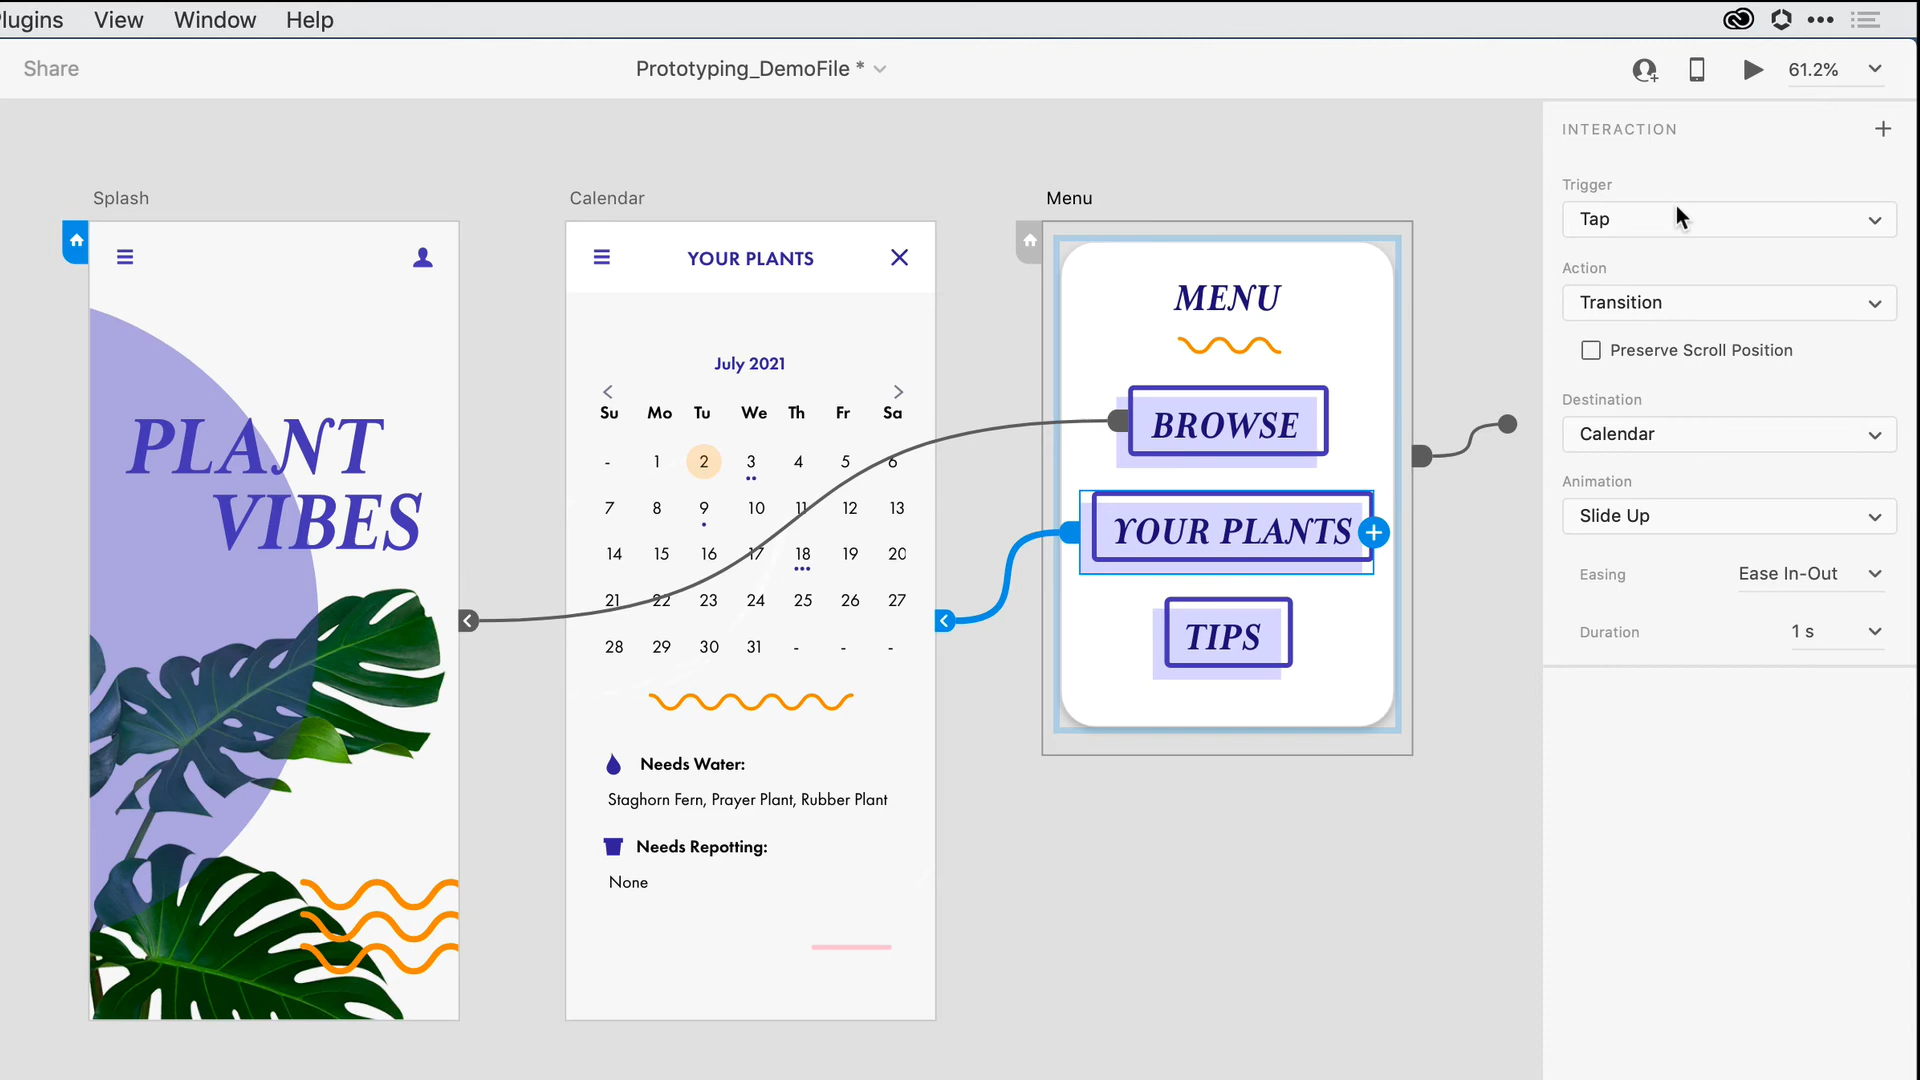 lugins View Window Help
Share
Prototyping_DemoFile *
61.2%
INTERACTION
Trigger
Tap
Action
Transition
Preserve Scroll Position
Destination
Calendar
Animation
Slide Up
Easing Ease In-Out
Duration 1 s
Splash
PLANT
VIBES
Calendar
YOUR PLANTS
July 2021
Su Mo Tu We Th Fr Sa
- 1 2 3 4 5 6
7 8 9 10 11 12 13
14 15 16 17 18 19 20
21 22 23 24 25 26 27
28 29 30 31 - - -
Needs Water:
Staghorn Fern, Prayer Plant, Rubber Plant
Needs Repotting:
None
Menu
MENU
BROWSE
YOUR PLANTS
TIPS